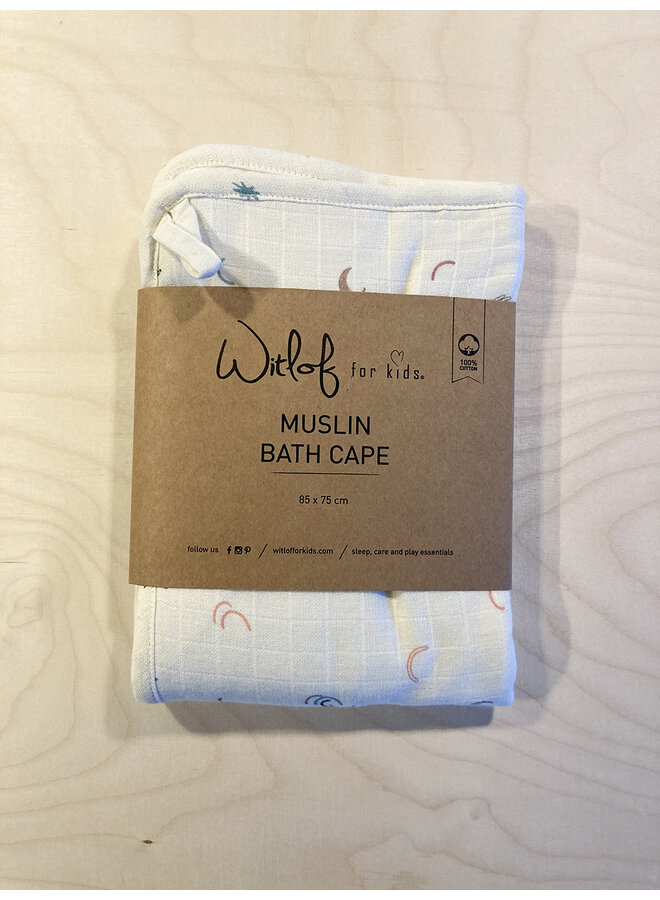 Witlof for kids®
100%
COTTON
MUSLIN
BATH CAPE
85 x 75 cm
follow us / witlofforkids.com / sleep, care and play essentials